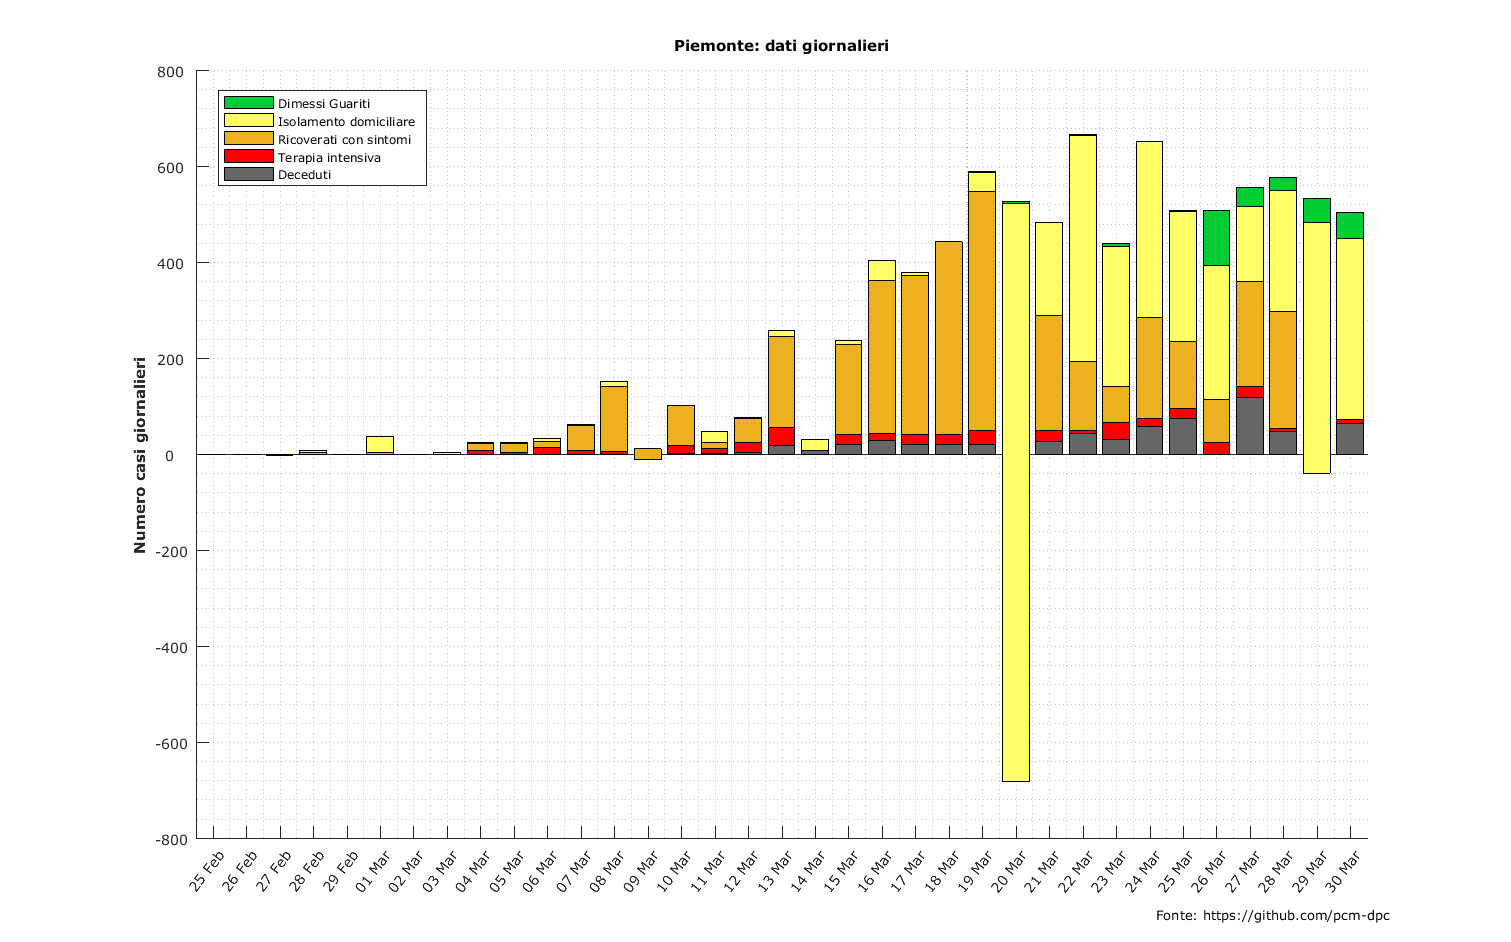 Piemonte: dati giornalieri
800
600
400
200
0
-200
-400
-600
-800
Numero casi giornalieri
Dimessi Guariti
Isolamento domiciliare
Ricoverati con sintomi
Terapia intensiva
Deceduti
25 Feb
26 Feb
27 Feb
28 Feb
29 Feb
01 Mar
02 Mar
03 Mar
04 Mar
05 Mar
06 Mar
07 Mar
08 Mar
09 Mar
10 Mar
11 Mar
12 Mar
13 Mar
14 Mar
15 Mar
16 Mar
17 Mar
18 Mar
19 Mar
20 Mar
21 Mar
22 Mar
23 Mar
24 Mar
25 Mar
26 Mar
27 Mar
28 Mar
29 Mar
30 Mar
Fonte: https://github.com/pcm-dpc